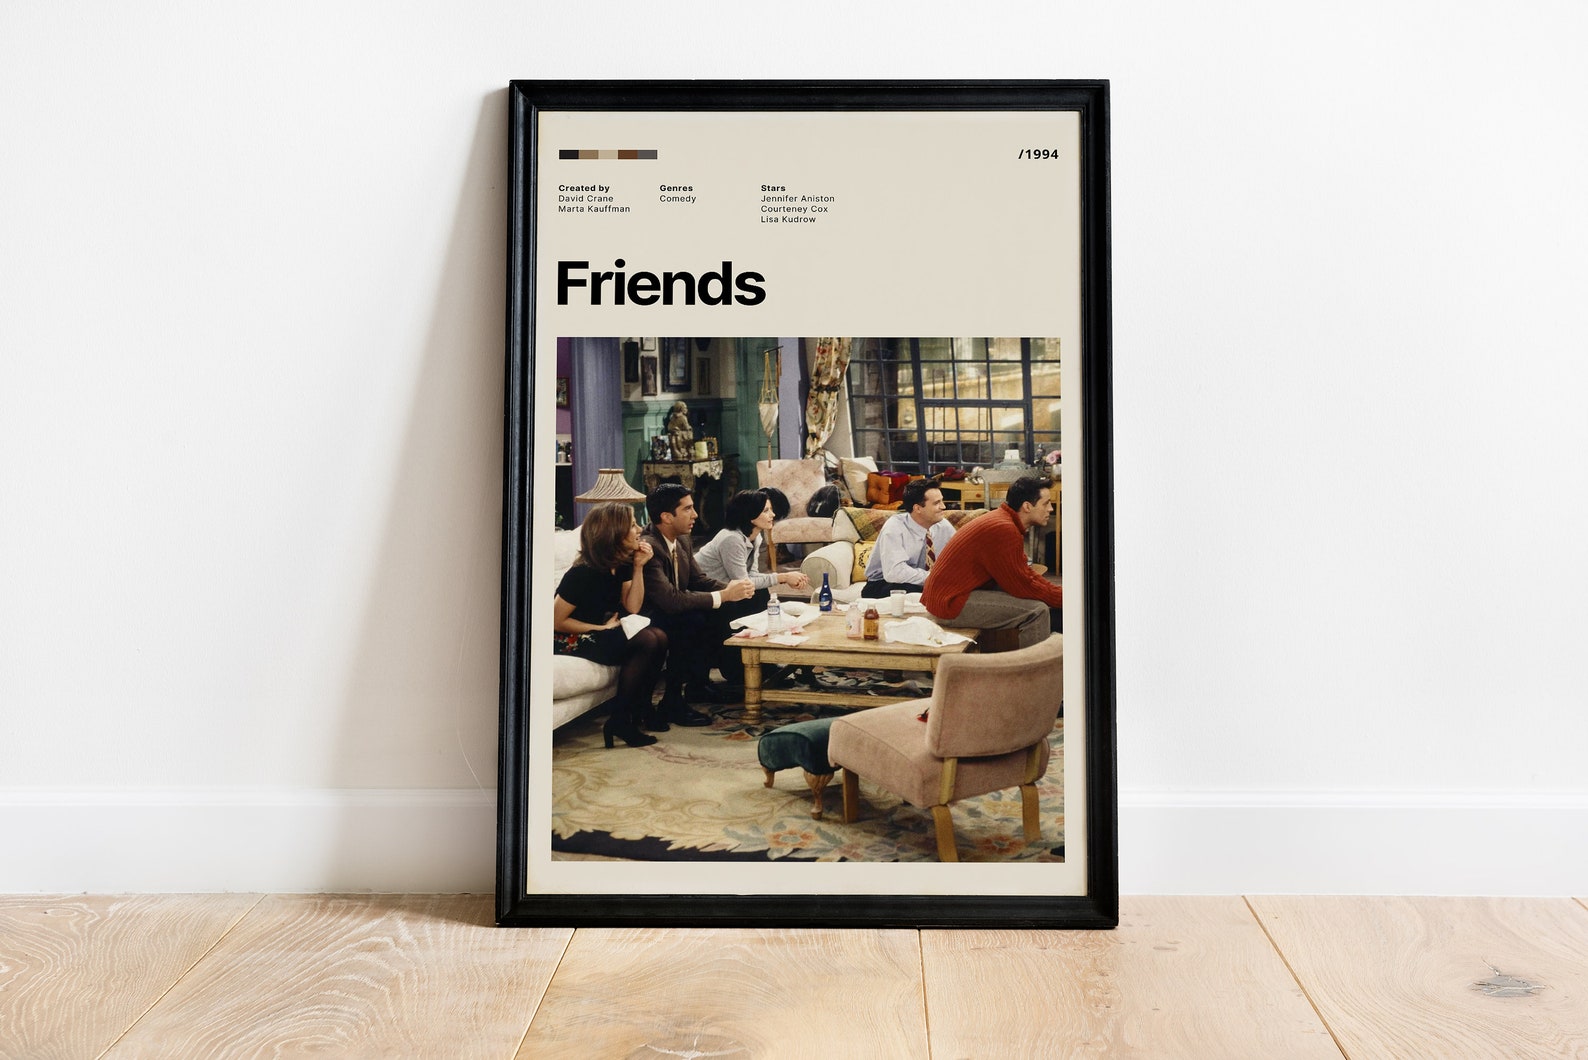 /1994
Created by
David Crane
Marta Kauffman
Genres
Comedy
Stars
Jennifer Aniston
Courteney Cox
Lisa Kudrow
Friends